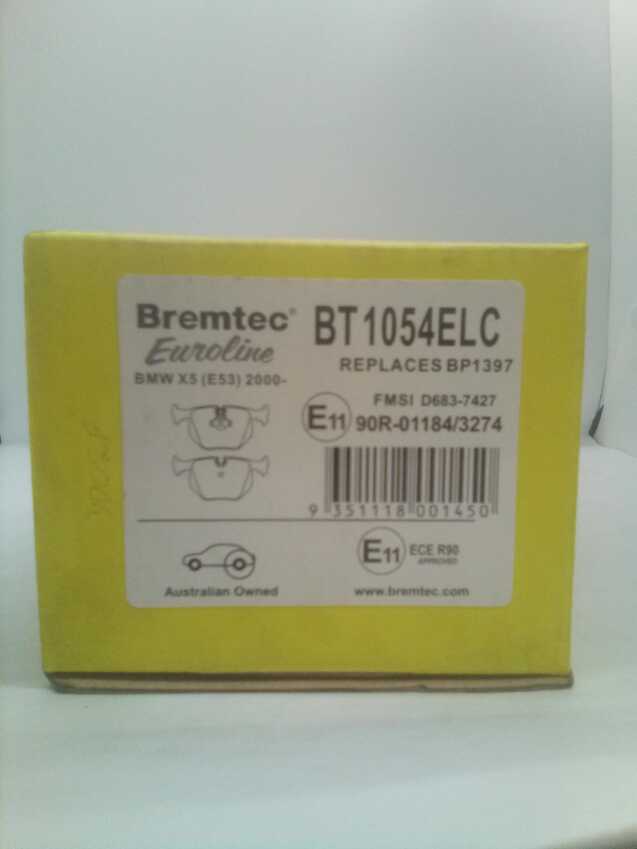 Bremtec®
Euroline
BMW X5 (E53) 2000-
BT1054ELC
REPLACES BP1397
FMSI D683-7427
E11 90R-01184/3274
9 351118 001450
Australian Owned
E11 ECE R90
APPROVED
www.bremtec.com